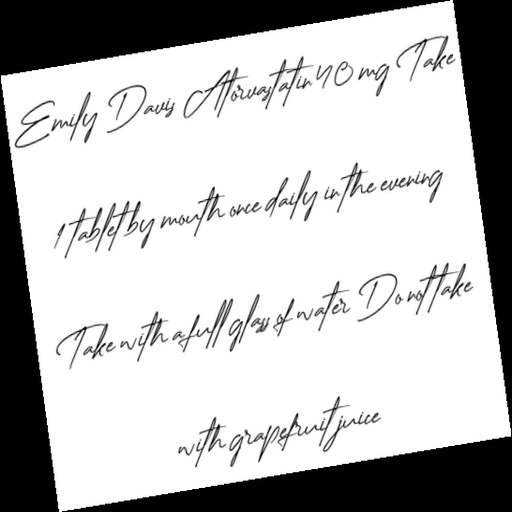 Emily Davis Atorvastatin 40 mg Take
1 tablet by mouth once daily in the evening
Take with a full glass of water Do not take
with grapefruit juice